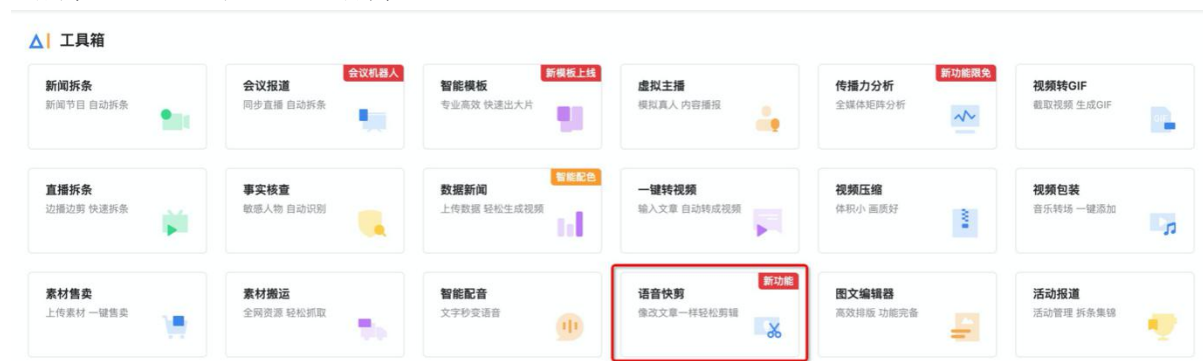 工具箱
新闻拆条
新闻节目 自动拆条
会议机器人
会议报道
同步直播 自动拆条
新模板上线
智能模板
专业高效 快速出大片
虚拟主播
模拟真人 内容播报
新功能限免
传播力分析
全媒体矩阵分析
视频转GIF
截取视频 生成GIF
GIF
直播拆条
边播边剪 快速拆条
事实核查
敏感人物 自动识别
智能配色
数据新闻
上传数据 轻松生成视频
一键转视频
输入文章 自动转成视频
视频压缩
体积小 画质好
视频包装
音乐转场 一键添加
素材售卖
上传素材 一键售卖
素材搬运
全网资源 轻松抓取
智能配音
文字秒变语音
新功能
语音快剪
像改文章一样轻松剪辑
图文编辑器
高效排版 功能完备
活动报道
活动管理 拆条集锦